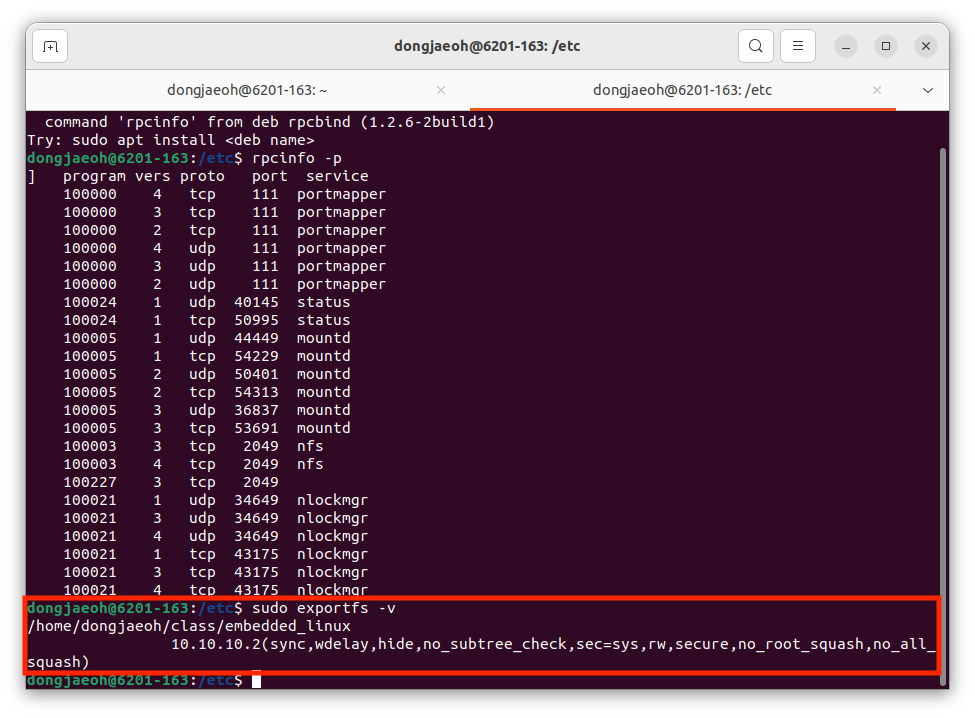 dongjaeoh@6201-163: /etc
dongjaeoh@6201-163: ~
dongjaeoh@6201-163: /etc
  command 'rpcinfo' from deb rpcbind (1.2.6-2build1)
Try: sudo apt install <deb name>
dongjaeoh@6201-163:/etc$ rpcinfo -p
]   program vers proto   port  service
    100000    4   tcp    111  portmapper
    100000    3   tcp    111  portmapper
    100000    2   tcp    111  portmapper
    100000    4   udp    111  portmapper
    100000    3   udp    111  portmapper
    100000    2   udp    111  portmapper
    100024    1   udp  40145  status
    100024    1   tcp  50995  status
    100005    1   udp  44449  mountd
    100005    1   tcp  54229  mountd
    100005    2   udp  50401  mountd
    100005    2   tcp  54313  mountd
    100005    3   udp  36837  mountd
    100005    3   tcp  53691  mountd
    100003    3   tcp   2049  nfs
    100003    4   tcp   2049  nfs
    100227    3   tcp   2049
    100021    1   udp  34649  nlockmgr
    100021    3   udp  34649  nlockmgr
    100021    4   udp  34649  nlockmgr
    100021    1   tcp  43175  nlockmgr
    100021    3   tcp  43175  nlockmgr
    100021    4   tcp  43175  nlockmgr
dongjaeoh@6201-163:/etc$ sudo exportfs -v
/home/dongjaeoh/class/embedded_linux
                10.10.10.2(sync,wdelay,hide,no_subtree_check,sec=sys,rw,secure,no_root_squash,no_all_
squash)
dongjaeoh@6201-163:/etc$